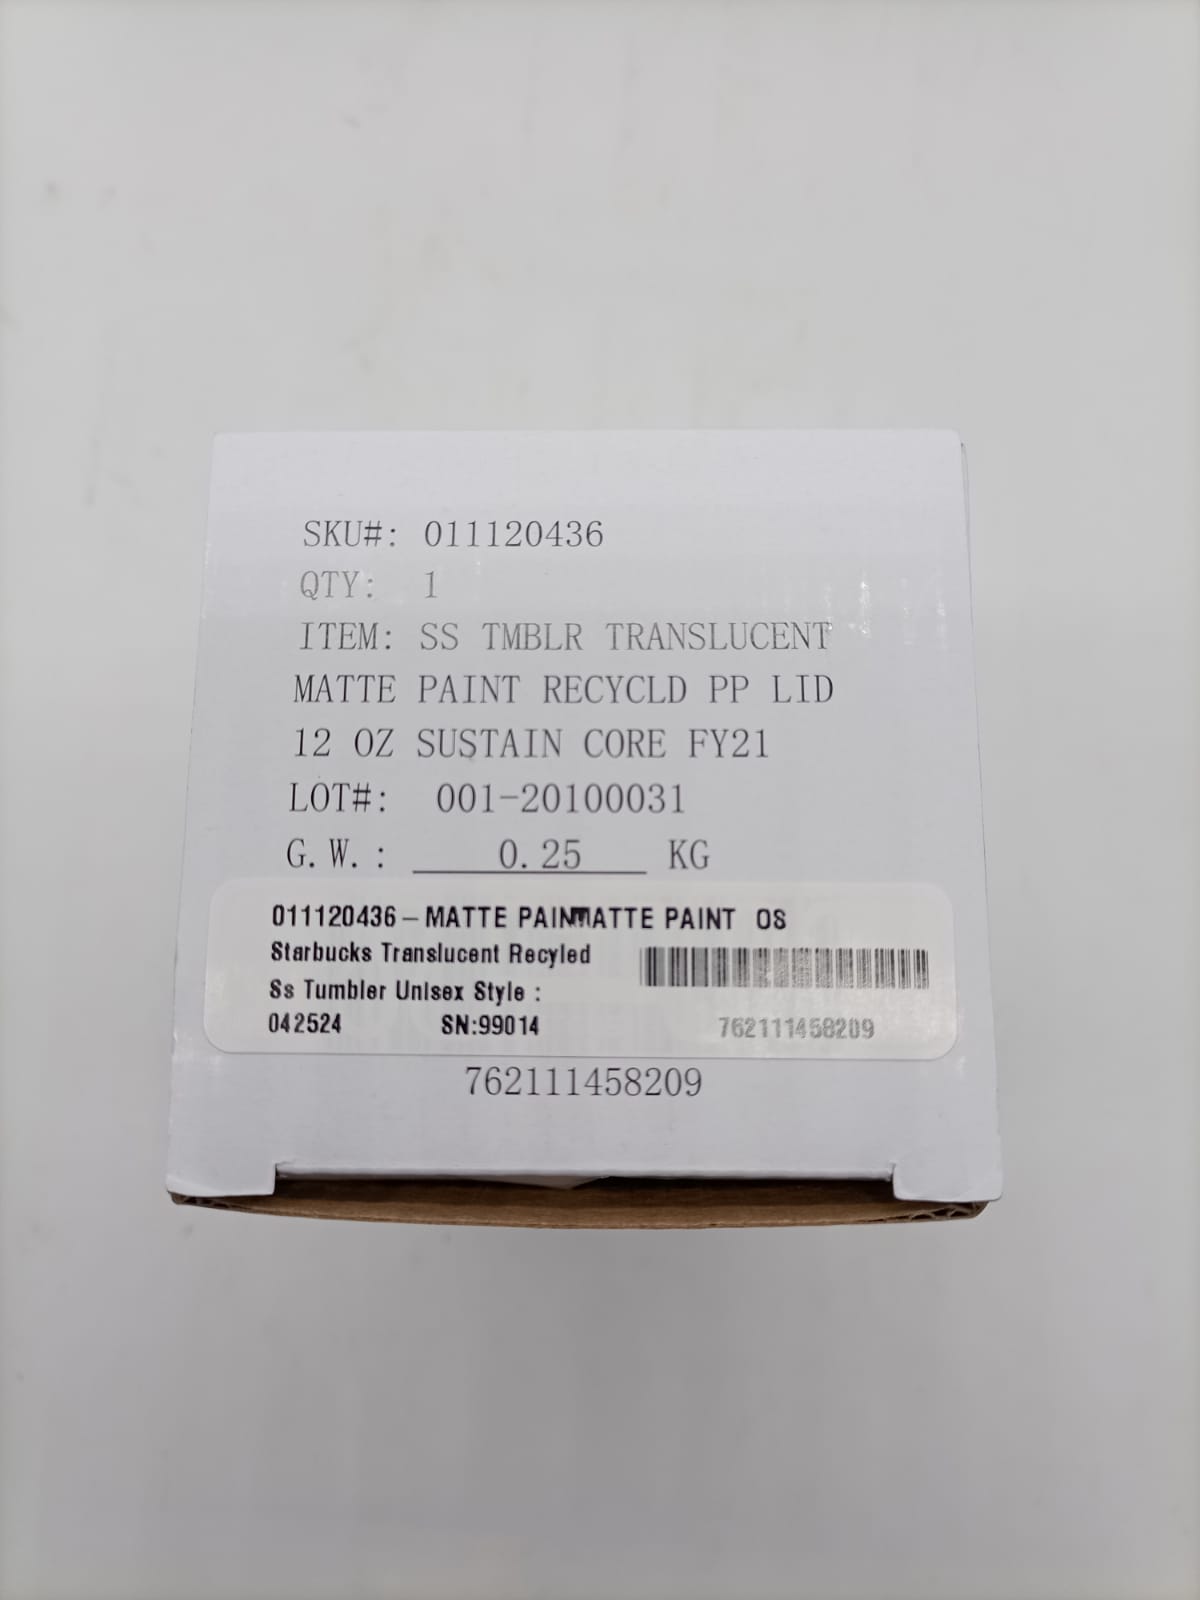 SKU#: 011120436
QTY: 1
ITEM: SS TMBLR TRANSLUCENT
MATTE PAINT RECYCLD PP LID
12 OZ SUSTAIN CORE FY21
LOT#: 001-20100031
G. W. : 0.25 KG
011120436 – MATTE PAINMATTE PAINT OS
Starbucks Translucent Recyled
Ss Tumbler Unisex Style :
042524 SN:99014 762111458209
762111458209